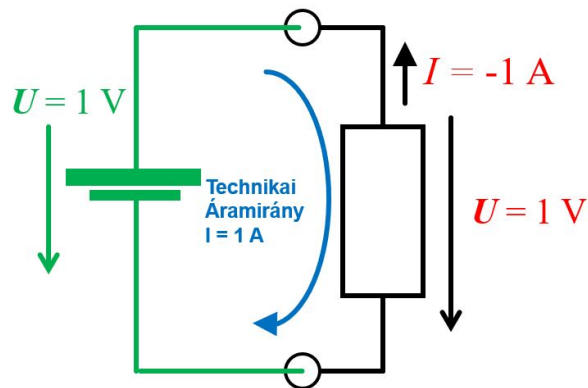 I = -1 A
U = 1 V
Technikai
Áramirány
I = 1 A
U = 1 V